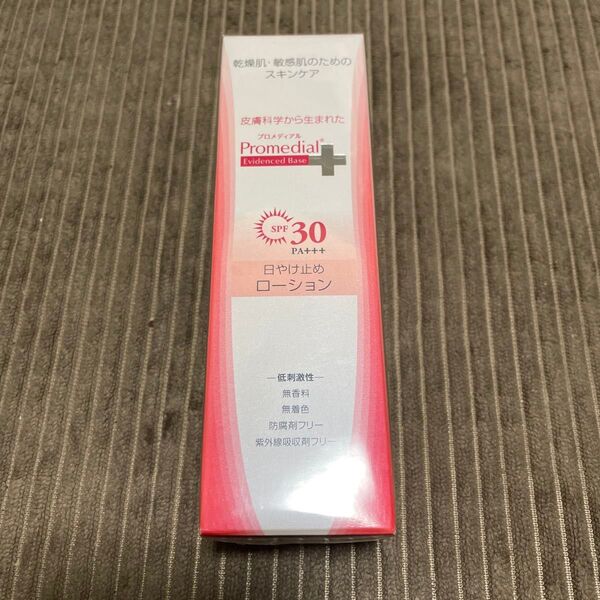 乾燥肌・敏感肌のための
スキンケア
皮膚科学から生まれた
プロメディアル
Promedial®
Evidenced Base
SPF 30
PA+++
日やけ止め
ローション
—低刺激性—
無香料
無着色
防腐剤フリー
紫外線吸収剤フリー